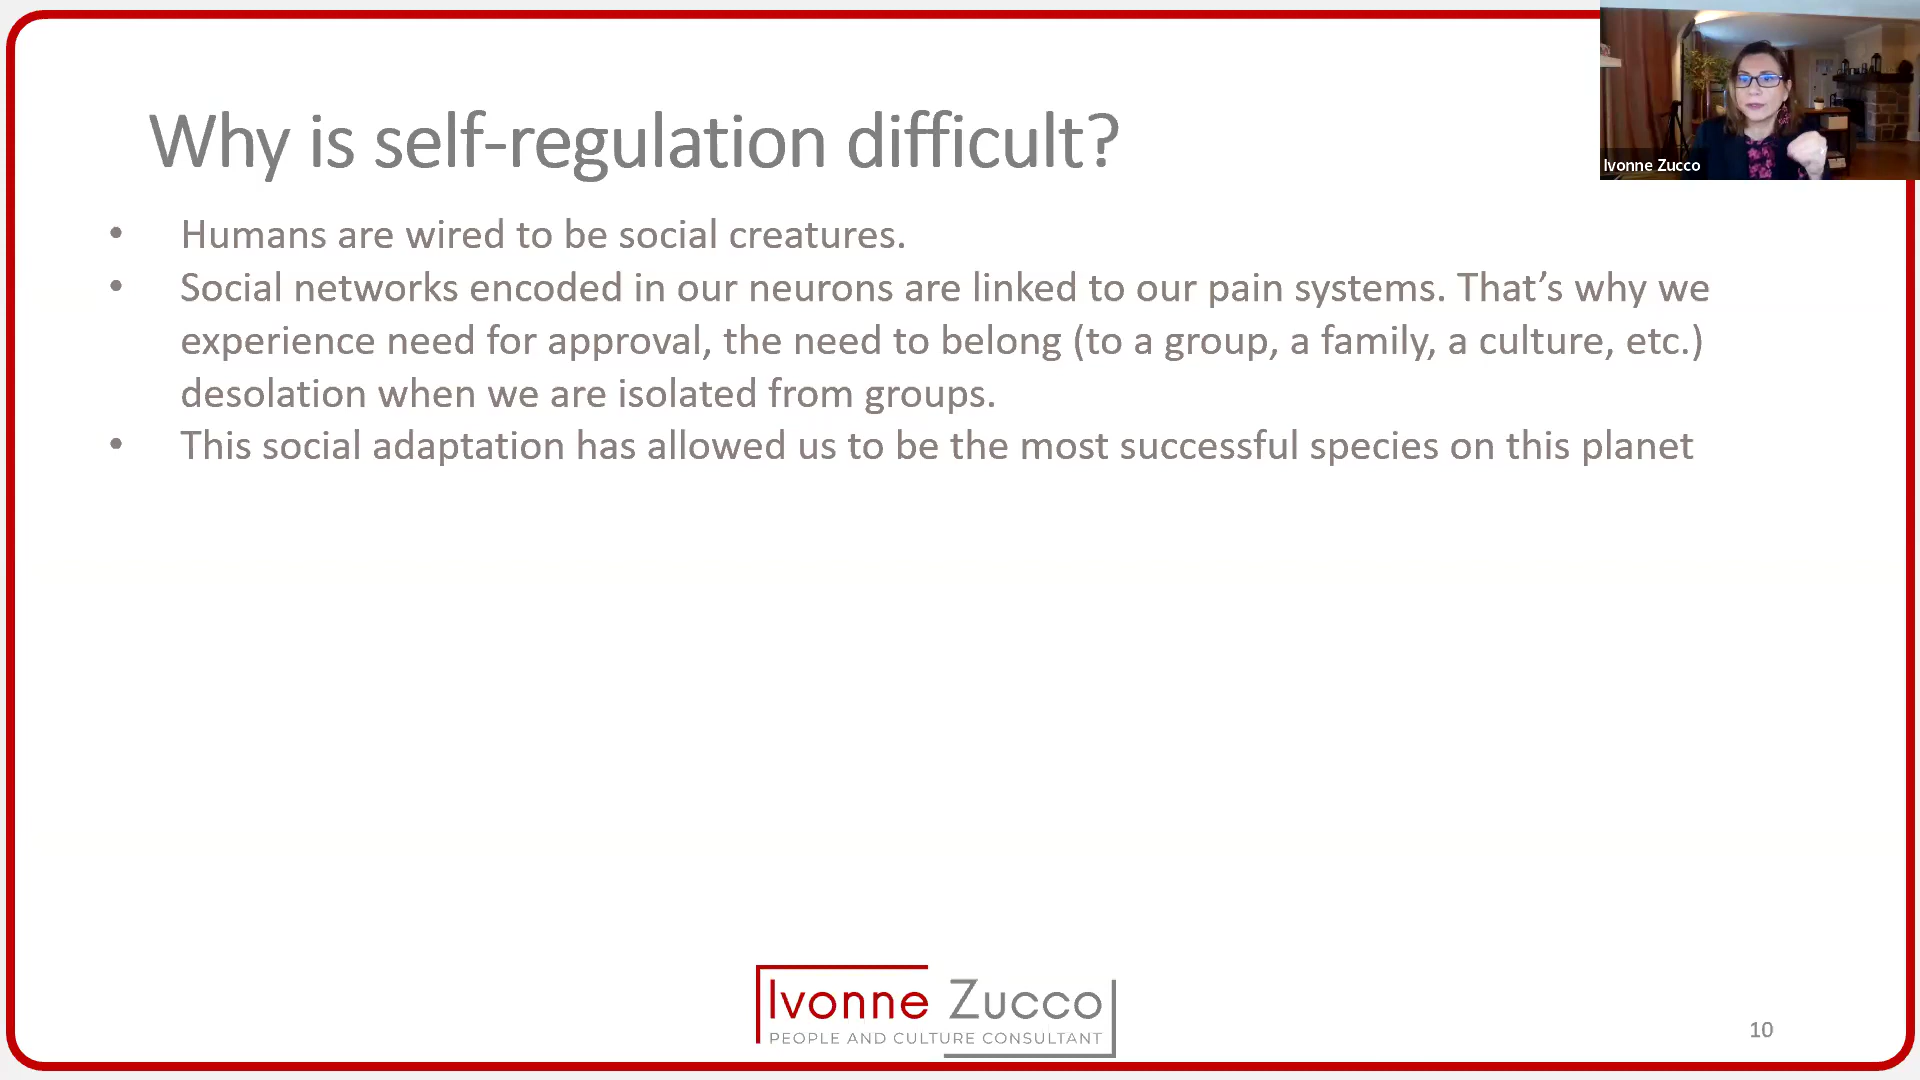 Why is self-regulation difficult?
Ivonne Zucco
• Humans are wired to be social creatures.
• Social networks encoded in our neurons are linked to our pain systems. That’s why we
experience need for approval, the need to belong (to a group, a family, a culture, etc.)
desolation when we are isolated from groups.
• This social adaptation has allowed us to be the most successful species on this planet
Ivonne Zucco
PEOPLE AND CULTURE CONSULTANT
10